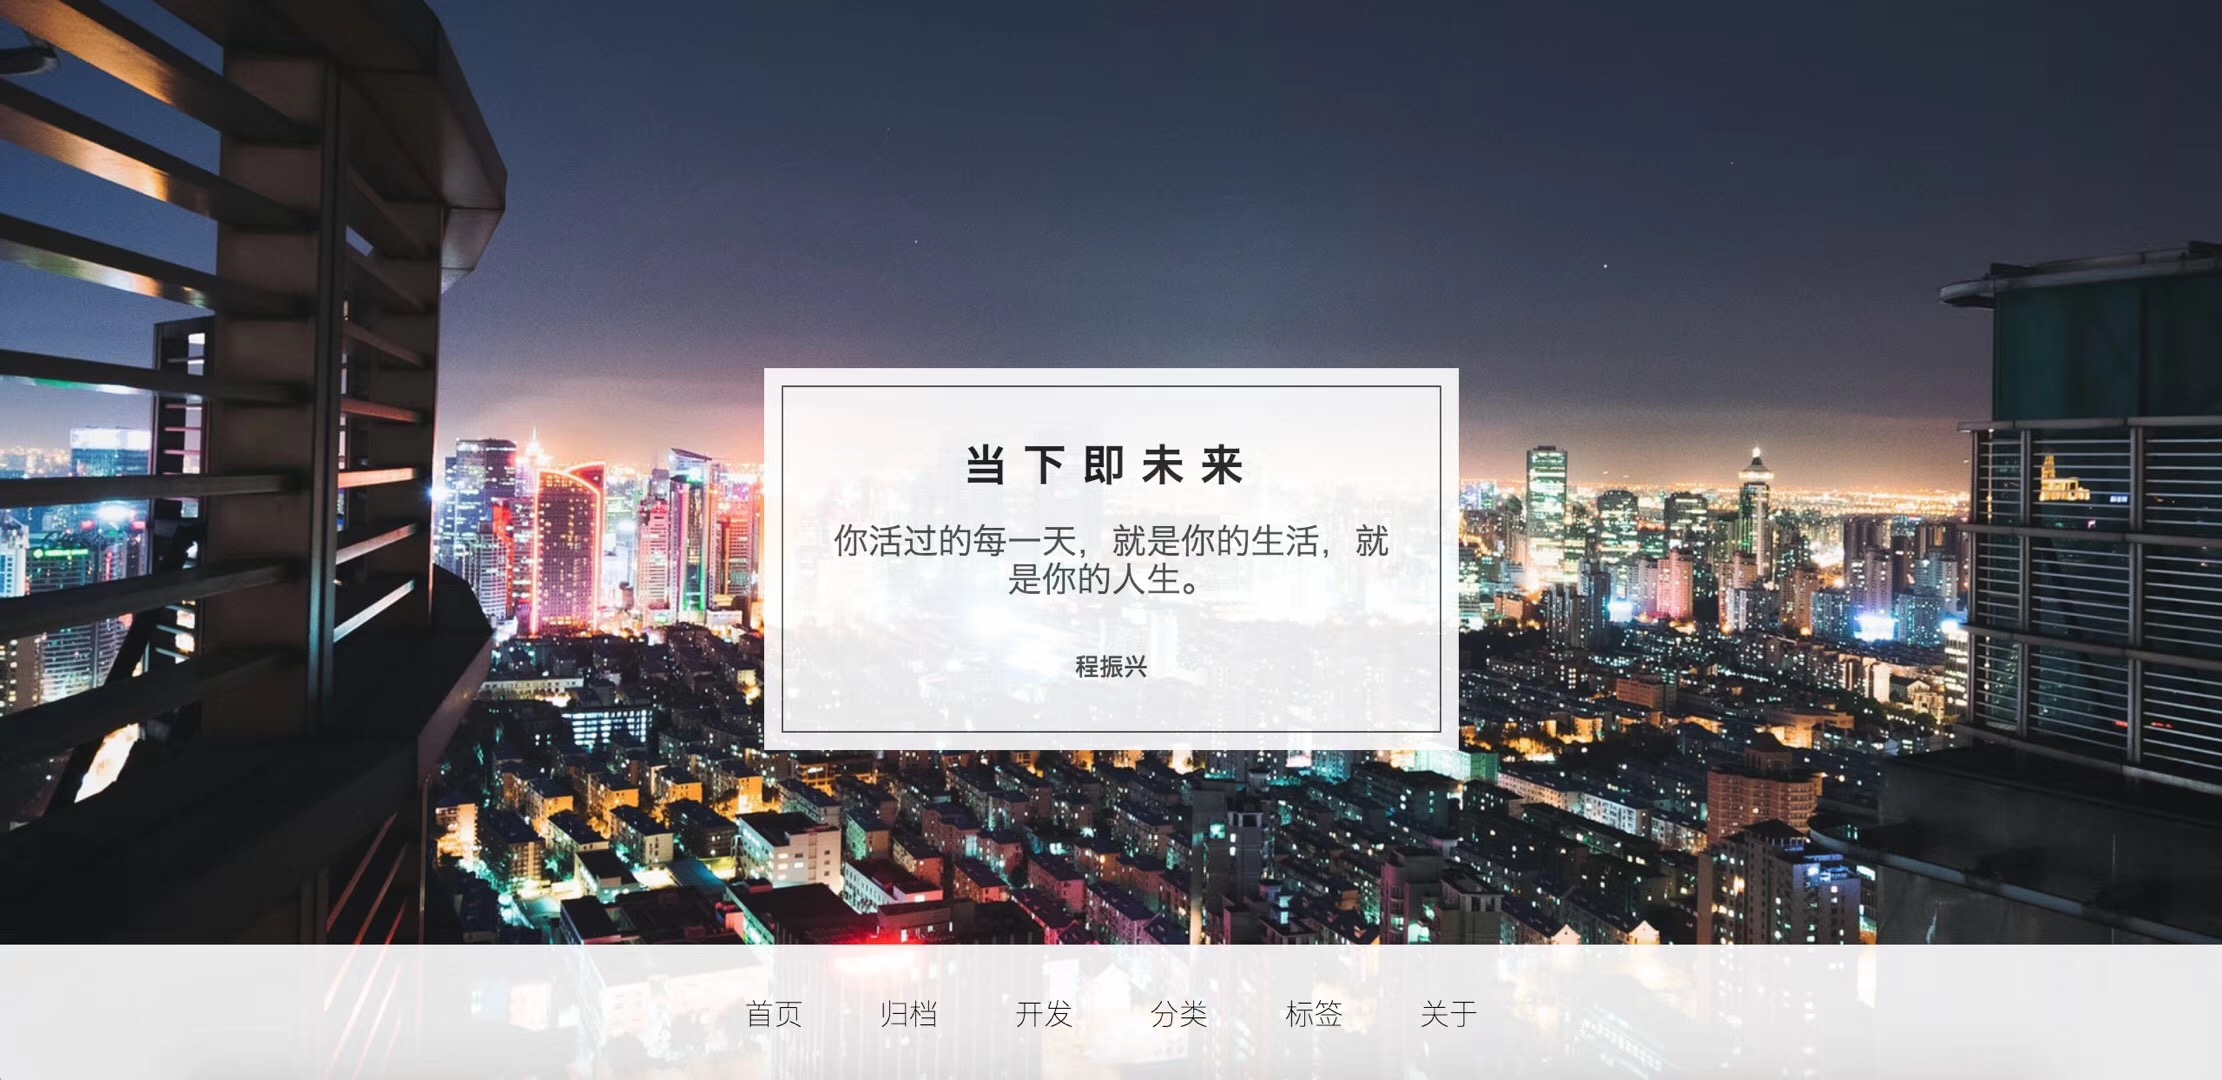 当下即未来
你活过的每一天，就是你的生活，就
是你的人生。
程振兴
首页 归档 开发 分类 标签 关于